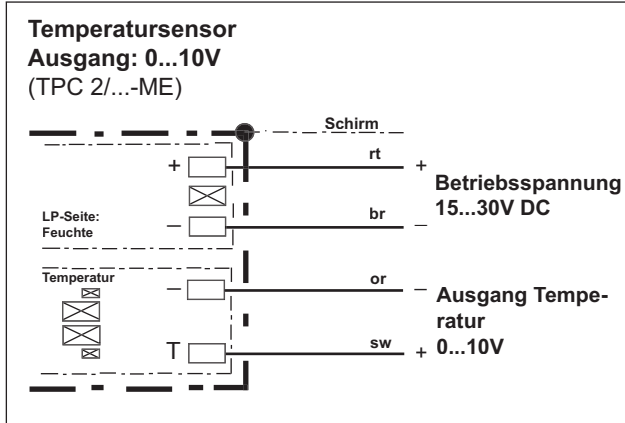 Temperatursensor
Ausgang: 0...10V
(TPC 2/...-ME)
Schirm
+ rt +
Betriebsspannung
15...30V DC
LP-Seite:
Feuchte
– br –
Temperatur
– or –
Ausgang Tempe-
ratur
0...10V
T sw +